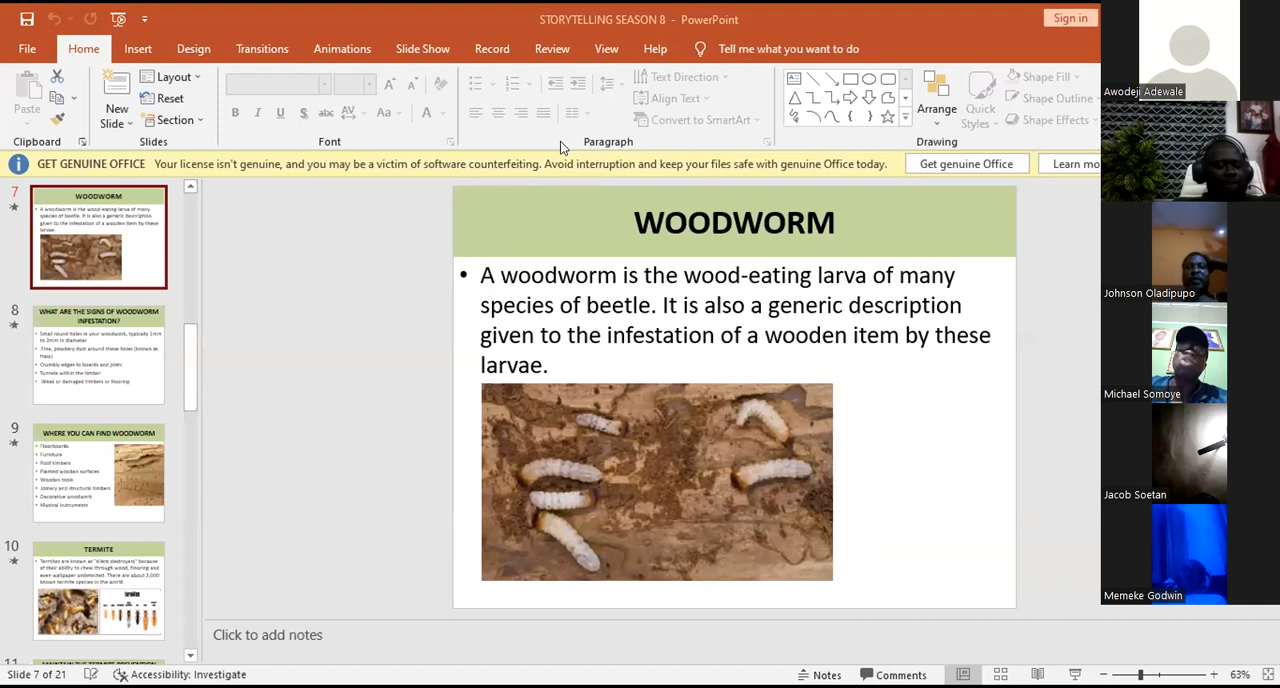 STORYTELLING SEASON 8 - PowerPoint
Sign in
File Home Insert Design Transitions Animations Slide Show Record Review View Help Tell me what you want to do
Paste
New
Slide
Layout
Reset
Section
Text Direction
Align Text
Convert to SmartArt
Arrange
Quick
Styles
Shape Fill
Shape Outline
Shape Effects
Clipboard Slides Font Paragraph Drawing
GET GENUINE OFFICE Your license isn't genuine, and you may be a victim of software counterfeiting. Avoid interruption and keep your files safe with genuine Office today. Get genuine Office Learn mo
7
WOODWORM
A woodworm is the wood-eating larva of many
species of beetle. It is also a generic description
given to the infestation of a wooden item by these
larvae.
8
WHAT ARE THE SIGNS OF WOODWORM
INFESTATION?
Small round holes in your woodwork, typically 1mm
to 2mm in diameter
Fine, powdery dust around these holes (known as
frass)
Crumbly edges to boards and joists
Tunnels within the timber
Weak or damaged timbers or flooring
9
WHERE YOU CAN FIND WOODWORM
Floorboards
Furniture
Roof timbers
Painted wooden surfaces
Wooden tools
Joinery and structural timbers
Decorative woodwork
Musical instruments
10
TERMITE
Termites are known as "silent destroyers" because
of their ability to chew through wood, flooring and
even wallpaper undetected. There are about 2,000
known termite species in the world
WOODWORM
• A woodworm is the wood-eating larva of many
species of beetle. It is also a generic description
given to the infestation of a wooden item by these
larvae.
Click to add notes
Slide 7 of 21 Accessibility: Investigate Notes Comments 63%
Awodeji Adewale
Johnson Oladipupo
Michael Somoye
Jacob Soetan
Memeke Godwin